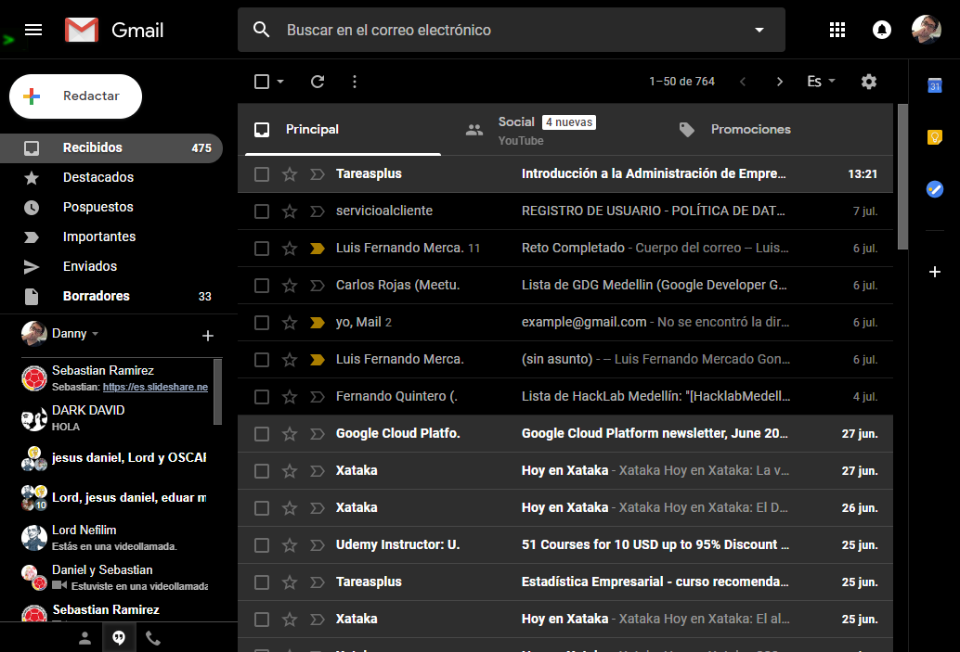 Gmail
Buscar en el correo electrónico
Redactar
1–50 de 764
Es
31
Recibidos 475
Destacados
Pospuestos
Importantes
Enviados
Borradores 33
Danny
Sebastian Ramirez
Sebastian: https://es.slideshare.ne
DARK DAVID
HOLA
jesus daniel, Lord y OSCAR
Lord, jesus daniel, eduar m
10
Lord Nefilim
Estás en una videollamada.
Daniel y Sebastian
Estuviste en una videollamada
Sebastian Ramirez
Principal
Social 4 nuevas
YouTube
Promociones
Tareasplus Introducción a la Administración de Empre… 13:21
servicioalcliente REGISTRO DE USUARIO - POLÍTICA DE DAT… 7 jul.
Luis Fernando Merca. 11 Reto Completado - Cuerpo del correo -- Luis… 6 jul.
Carlos Rojas (Meetu. Lista de GDG Medellin (Google Developer G… 6 jul.
yo, Mail 2 example@gmail.com - No se encontró la dir… 6 jul.
Luis Fernando Merca. (sin asunto) - -- Luis Fernando Mercado Gon… 6 jul.
Fernando Quintero (. Lista de HackLab Medellín: "[HacklabMedell… 4 jul.
Google Cloud Platfo. Google Cloud Platform newsletter, June 20… 27 jun.
Xataka Hoy en Xataka - Xataka Hoy en Xataka: La v… 27 jun.
Xataka Hoy en Xataka - Xataka Hoy en Xataka: El D… 26 jun.
Udemy Instructor: U. 51 Courses for 10 USD up to 95% Discount … 25 jun.
Tareasplus Estadística Empresarial - curso recomenda… 25 jun.
Xataka Hoy en Xataka - Xataka Hoy en Xataka: El al… 25 jun.